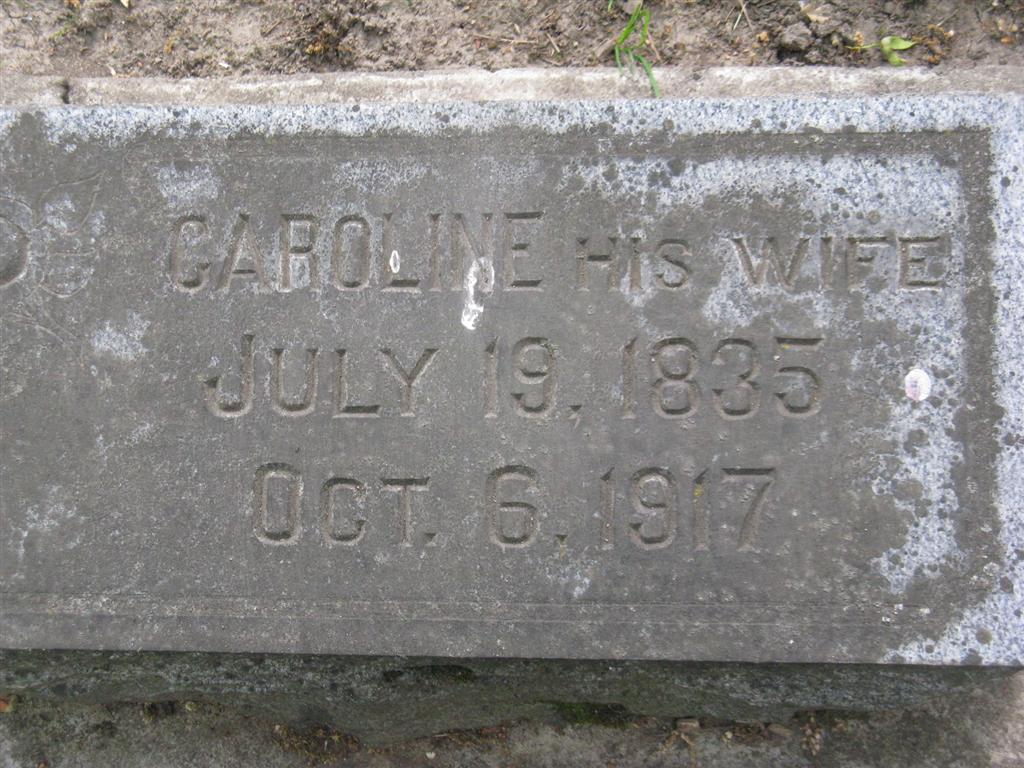 CAROLINE HIS WIFE
JULY 19, 1835
OCT. 6, 1917